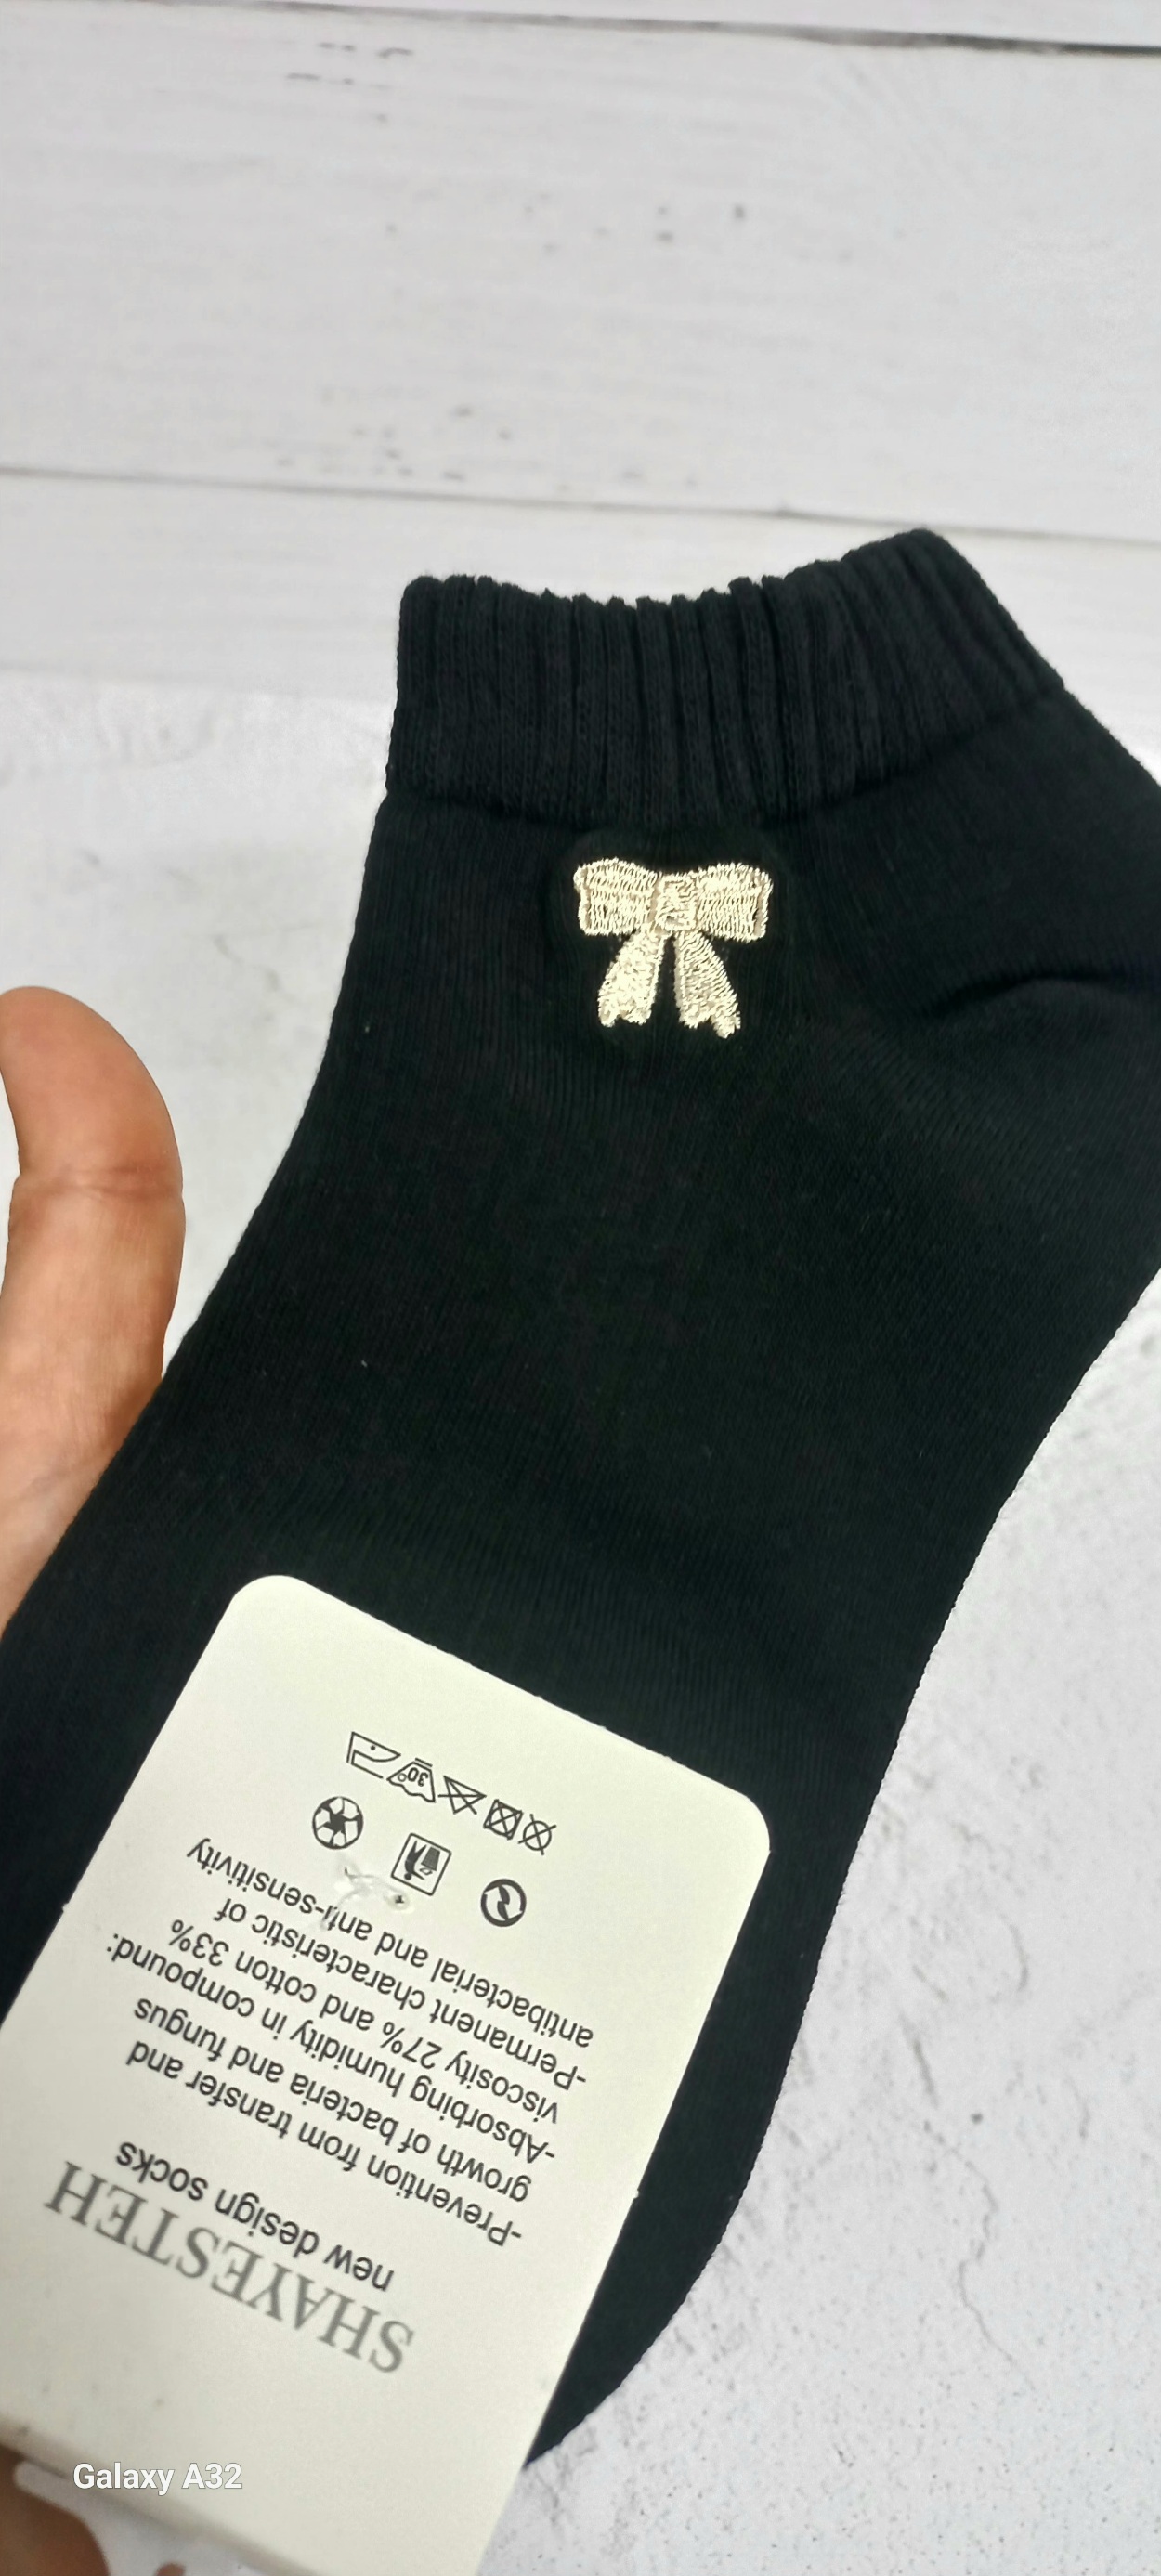 SHAYESTEH
new design socks
-Prevention from transfer and
growth of bacteria and fungus
-Absorbing humidity in compound:
viscosity 27% and cotton 33%
-Permanent characteristic of
antibacterial and anti-sensitivity
30°
Galaxy A32